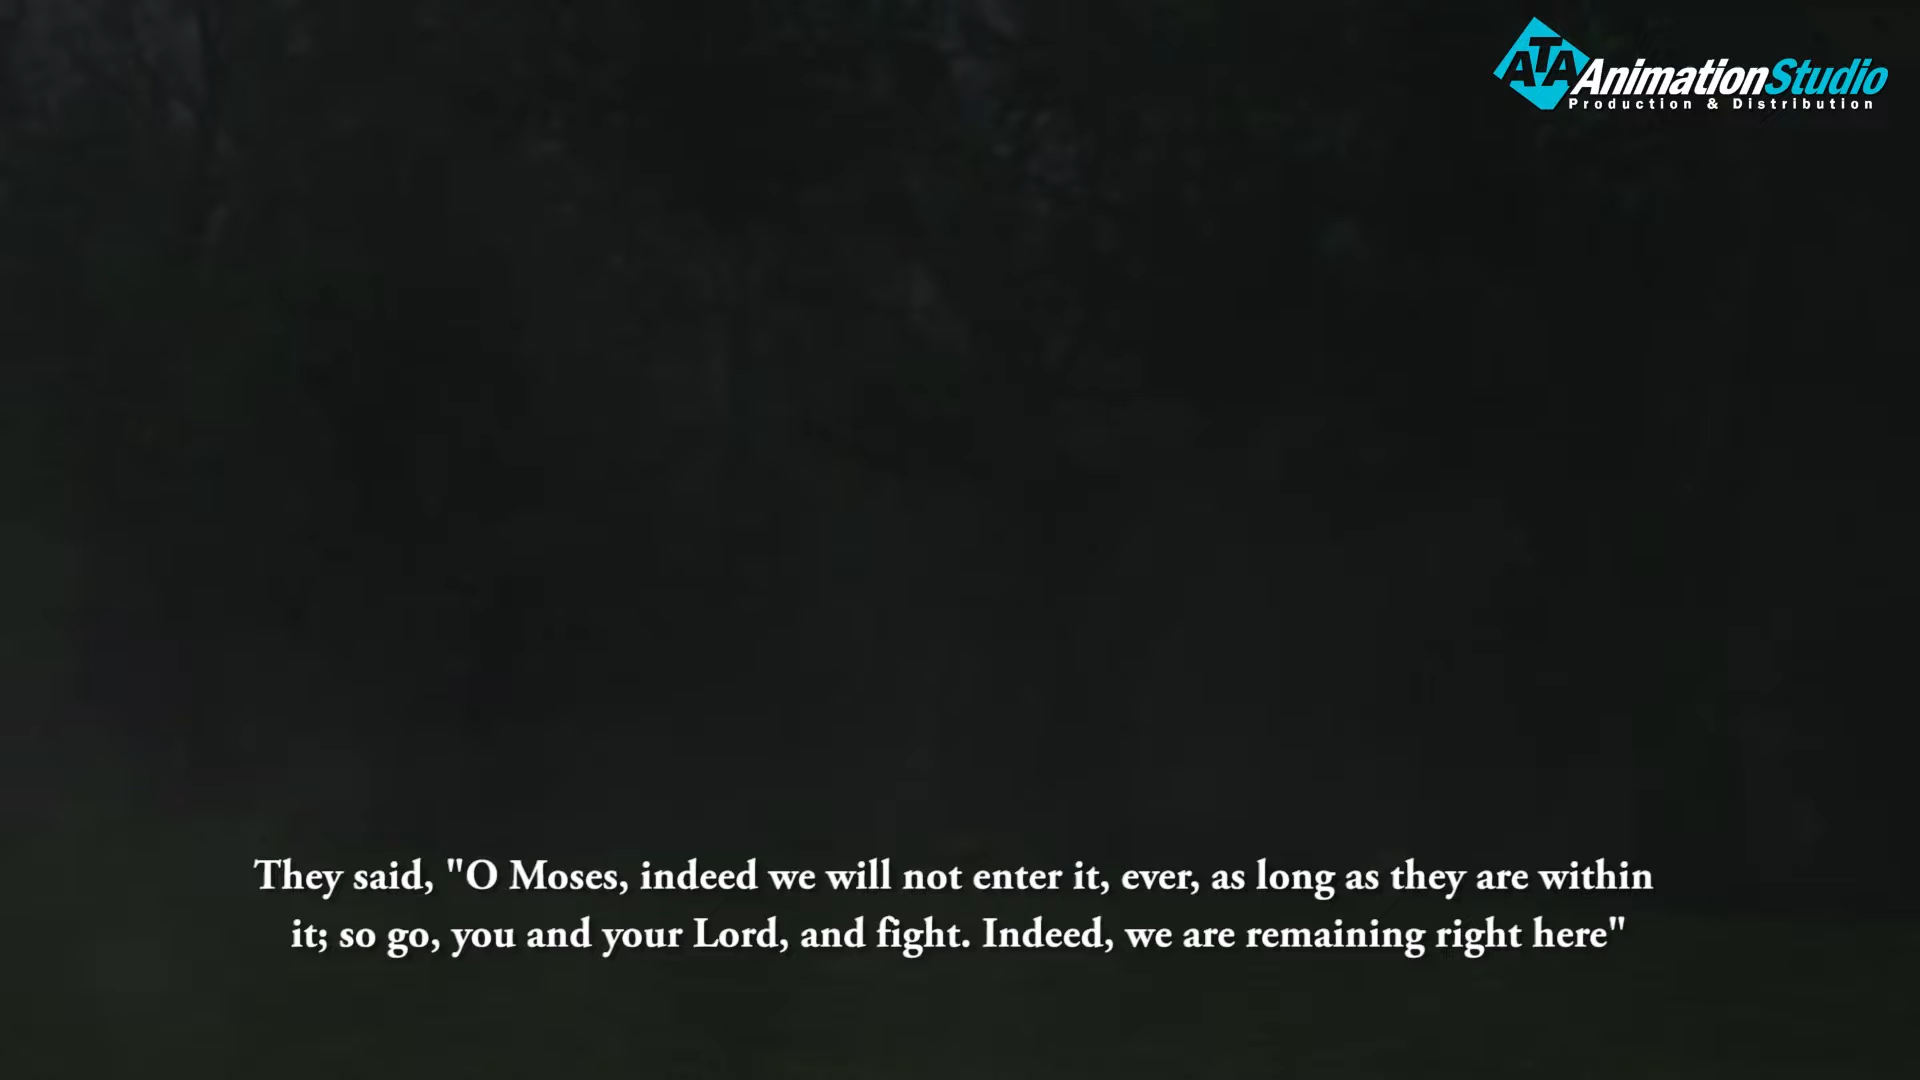 ATA AnimationStudio
Production & Distribution
They said, "O Moses, indeed we will not enter it, ever, as long as they are within
it; so go, you and your Lord, and fight. Indeed, we are remaining right here"